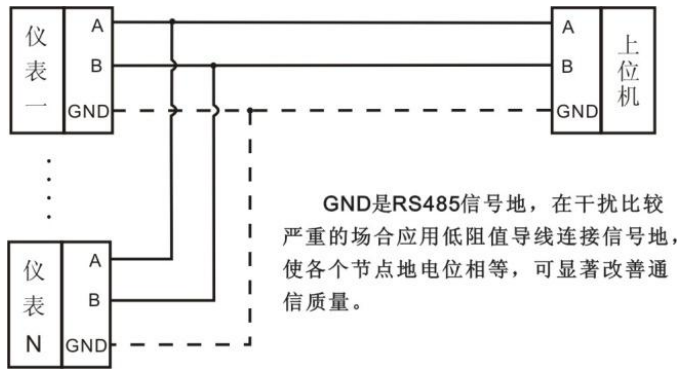 仪表一
A
B
GND
A
B
GND
上位机
仪表N
A
B
GND
GND是RS485信号地，在干扰比较
严重的场合应用低阻值导线连接信号地，
使各个节点地电位相等，可显著改善通
信质量。